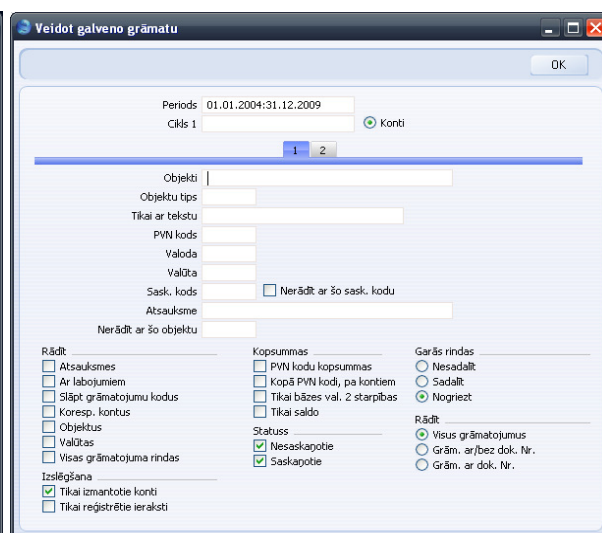 Veidot galveno grāmatu
OK
Periods 01.01.2004:31.12.2009
Cikls 1 Konti
1 2
Objekti
Objektu tips
Tikai ar tekstu
PVN kods
Valoda
Valūta
Sask. kods Nerādīt ar šo sask. kodu
Atsauksme
Nerādīt ar šo objektu
Rādīt
Atsauksmes
Ar labojumiem
Slāpt grāmatojumu kodus
Koresp. kontus
Objektus
Valūtas
Visas grāmatojuma rindas
Izslēgšana
Tikai izmantotie konti
Tikai reģistrētie ieraksti
Kopsummas
PVN kodu kopsummas
Kopā PVN kodi, pa kontiem
Tikai bāzes val. 2 starpības
Tikai saldo
Statuss
Nesaskaņotie
Saskaņotie
Garās rindas
Nesadalīt
Sadalīt
Nogriezt
Rādīt
Visus grāmatojumus
Grām. ar/bez dok. Nr.
Grām. ar dok. Nr.